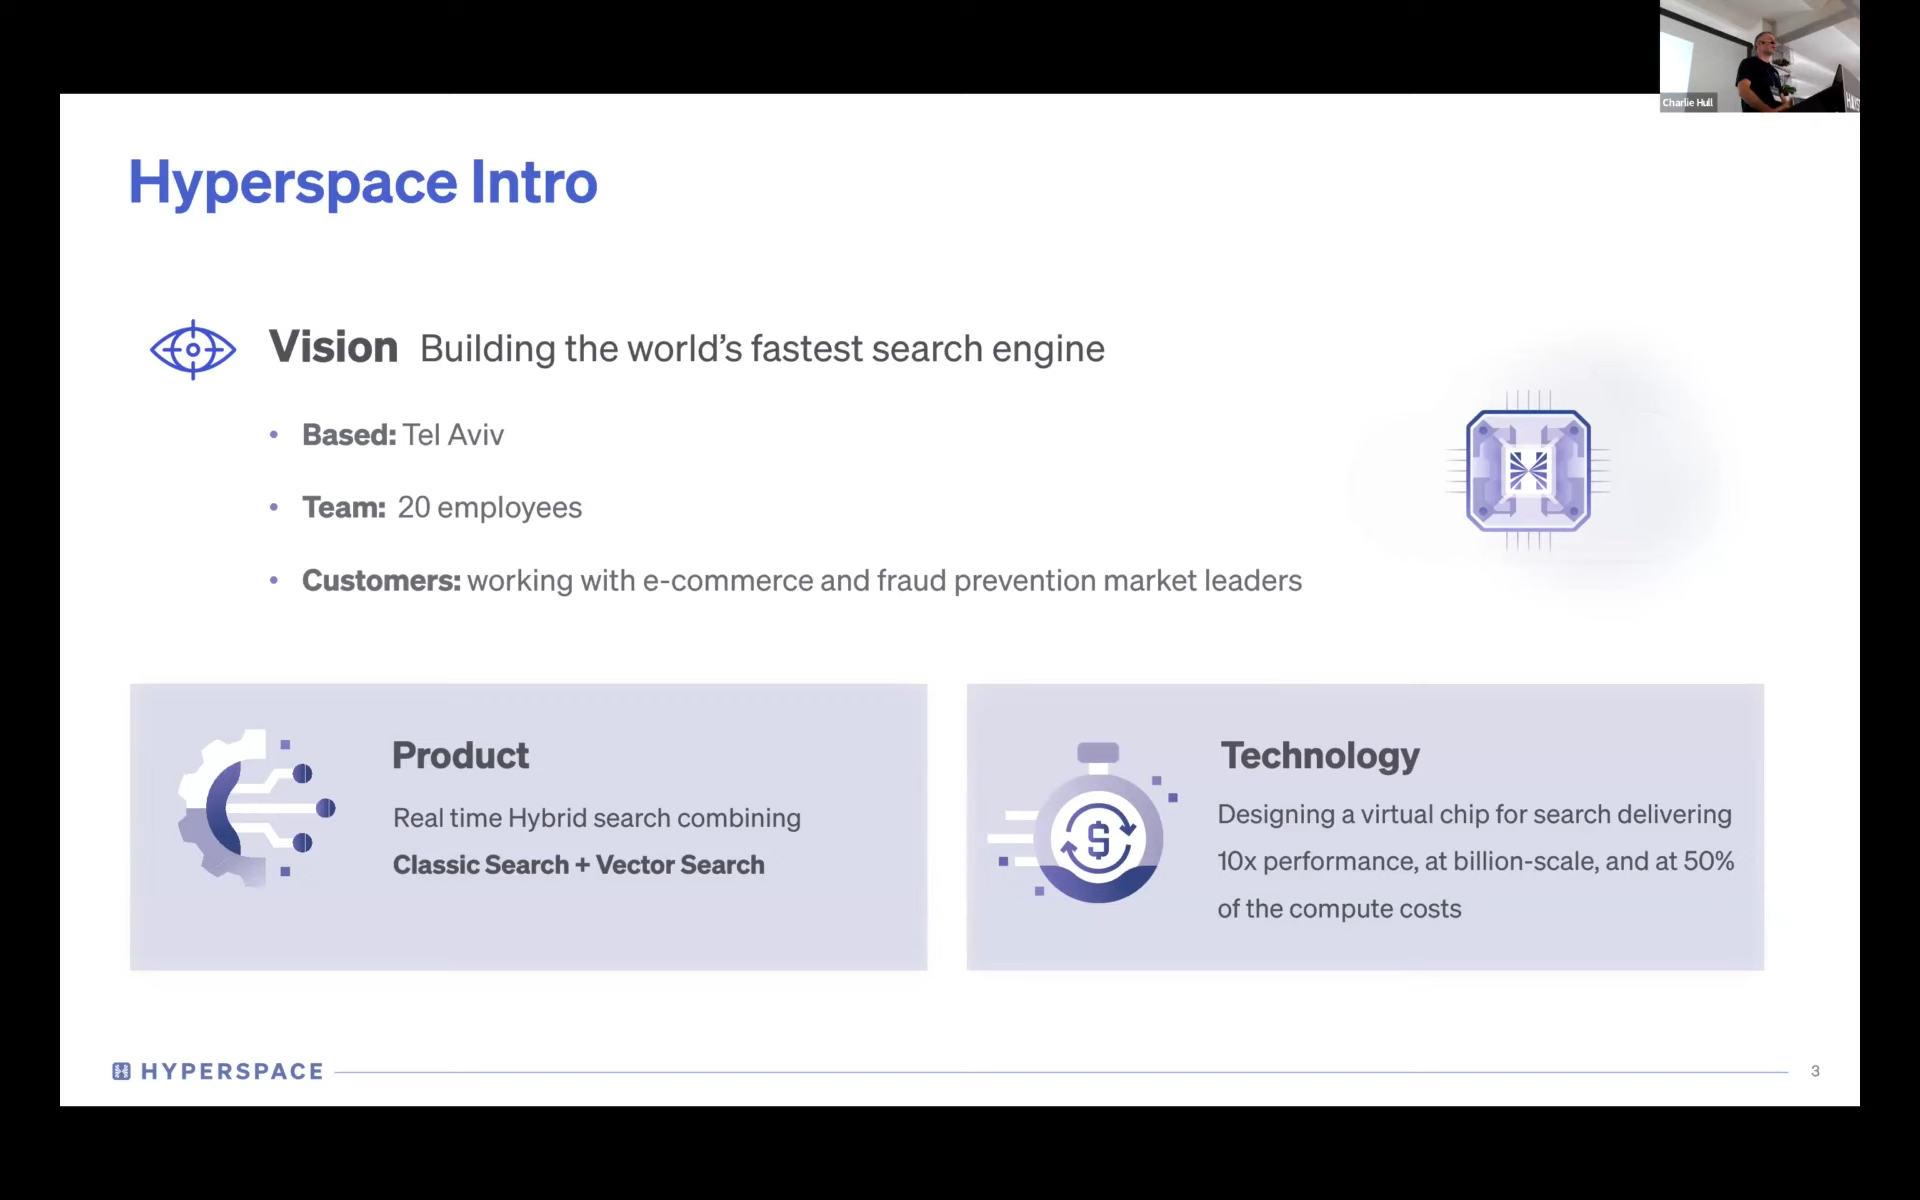 Charlie Hull
Hyperspace Intro
Vision Building the world's fastest search engine
• Based: Tel Aviv
• Team: 20 employees
• Customers: working with e-commerce and fraud prevention market leaders
Product
Real time Hybrid search combining
Classic Search + Vector Search
Technology
Designing a virtual chip for search delivering
10x performance, at billion-scale, and at 50%
of the compute costs
HYPERSPACE
3